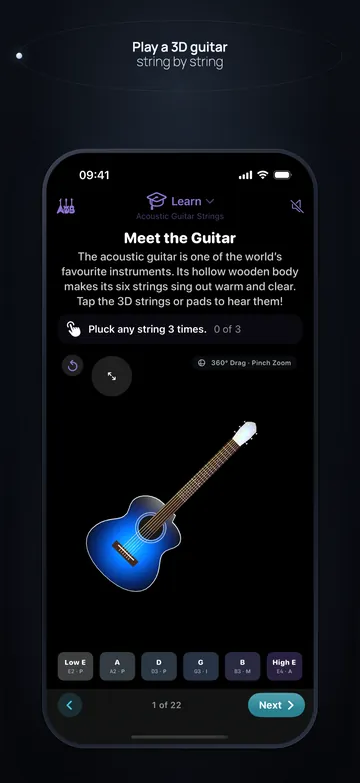 Play a 3D guitar
string by string
09:41
Learn
Acoustic Guitar Strings
Meet the Guitar
The acoustic guitar is one of the world's
favourite instruments. Its hollow wooden body
makes its six strings sing out warm and clear.
Tap the 3D strings or pads to hear them!
Pluck any string 3 times. 0 of 3
360° Drag · Pinch Zoom
Low E A D G B High E
E2 · P A2 · P D3 · P G3 · I B3 · M E4 · A
1 of 22
Next